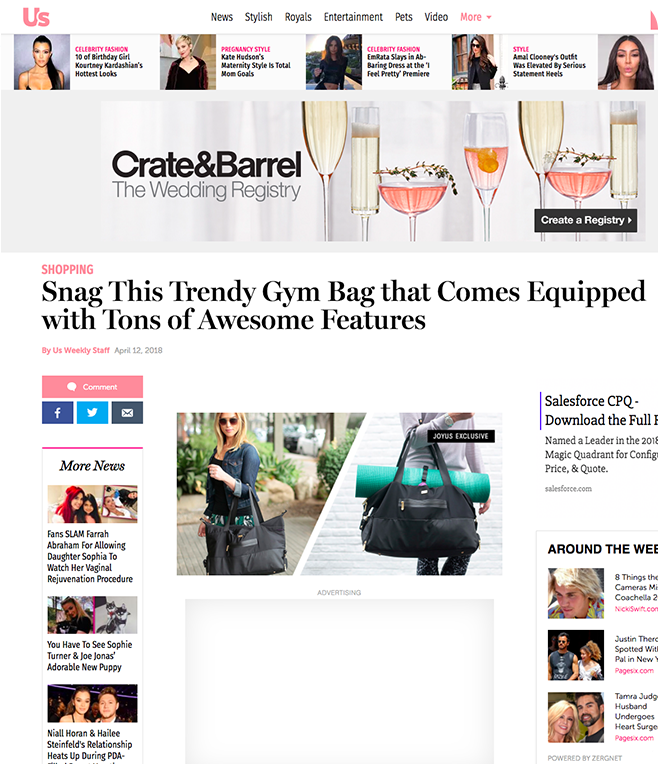 Us
News Stylish Royals Entertainment Pets Video More
CELEBRITY FASHION
10 of Birthday Girl
Kourtney Kardashian's
Hottest Looks
PREGNANCY STYLE
Kate Hudson's
Maternity Style Is Total
Mom Goals
CELEBRITY FASHION
EmRata Slays in Ab-
Baring Dress at the 'I
Feel Pretty' Premiere
STYLE
Amal Clooney's Outfit
Was Elevated By Serious
Statement Heels
Crate&Barrel
The Wedding Registry
Create a Registry
SHOPPING
Snag This Trendy Gym Bag that Comes Equipped
with Tons of Awesome Features
By Us Weekly Staff April 12, 2018
Comment
f
JOYUS EXCLUSIVE
ADVERTISING
More News
Fans SLAM Farrah
Abraham For Allowing
Daughter Sophia To
Watch Her Vaginal
Rejuvenation Procedure
You Have To See Sophie
Turner & Joe Jonas'
Adorable New Puppy
Niall Horan & Hailee
Steinfeld's Relationship
Heats Up During PDA-
Salesforce CPQ -
Download the Full
Named a Leader in the 2018
Magic Quadrant for Configu
Price, & Quote.
salesforce.com
AROUND THE WEE
8 Things the
Cameras Mi
Coachella 2
NickiSwift.com
Justin Thero
Spotted With
Pal in New Y
Pagesix.com
Tamra Judge
Husband
Undergoes
Heart Surge
Pagesix.com
POWERED BY ZERGNET